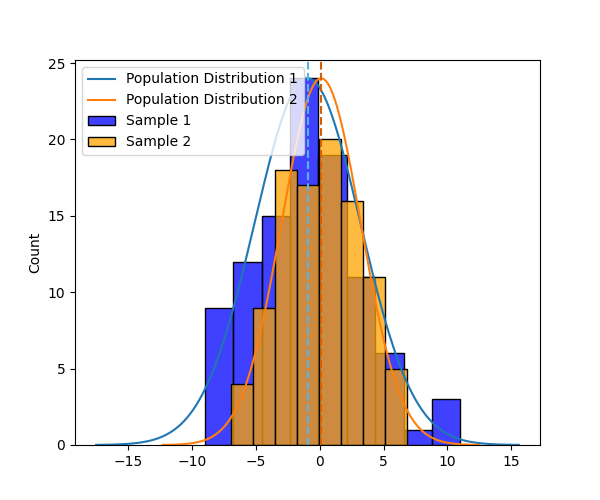 Population Distribution 1
Population Distribution 2
Sample 1
Sample 2
Count
25
20
15
10
5
0
−15 −10 −5 0 5 10 15